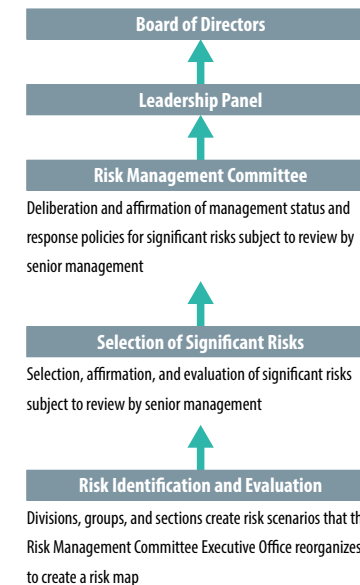 Board of Directors
Leadership Panel
Risk Management Committee
Deliberation and affirmation of management status and
response policies for significant risks subject to review by
senior management
Selection of Significant Risks
Selection, affirmation, and evaluation of significant risks
subject to review by senior management
Risk Identification and Evaluation
Divisions, groups, and sections create risk scenarios that th
Risk Management Committee Executive Office reorganizes
to create a risk map